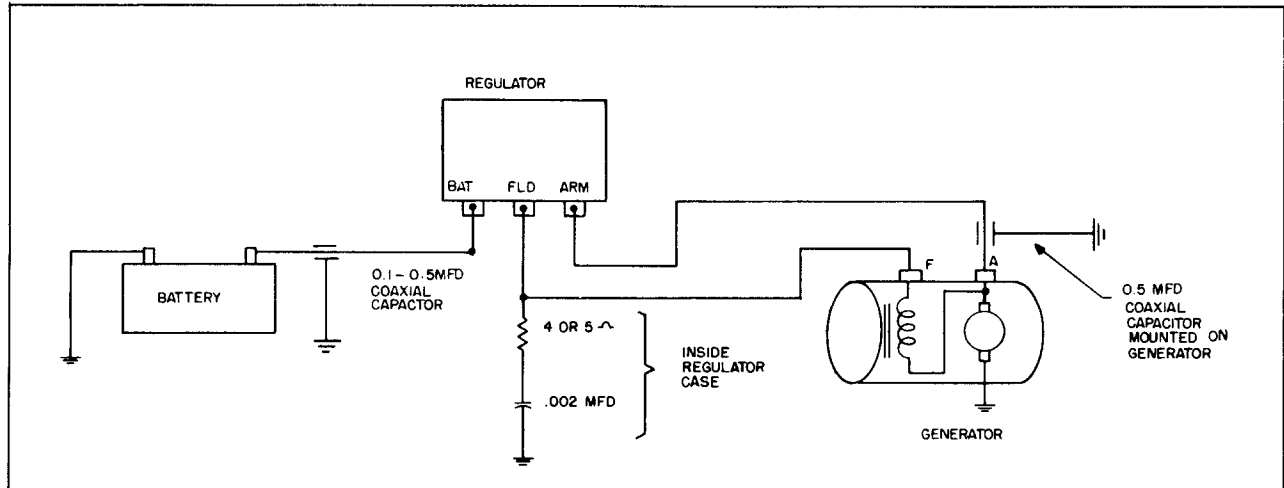 REGULATOR
BAT FLD ARM
0.1 – 0.5MFD
COAXIAL
CAPACTOR
BATTERY
4 OR 5
.002 MFD
INSIDE
REGULATOR
CASE
F A
0.5 MFD
COAXIAL
CAPACITOR
MOUNTED ON
GENERATOR
GENERATOR